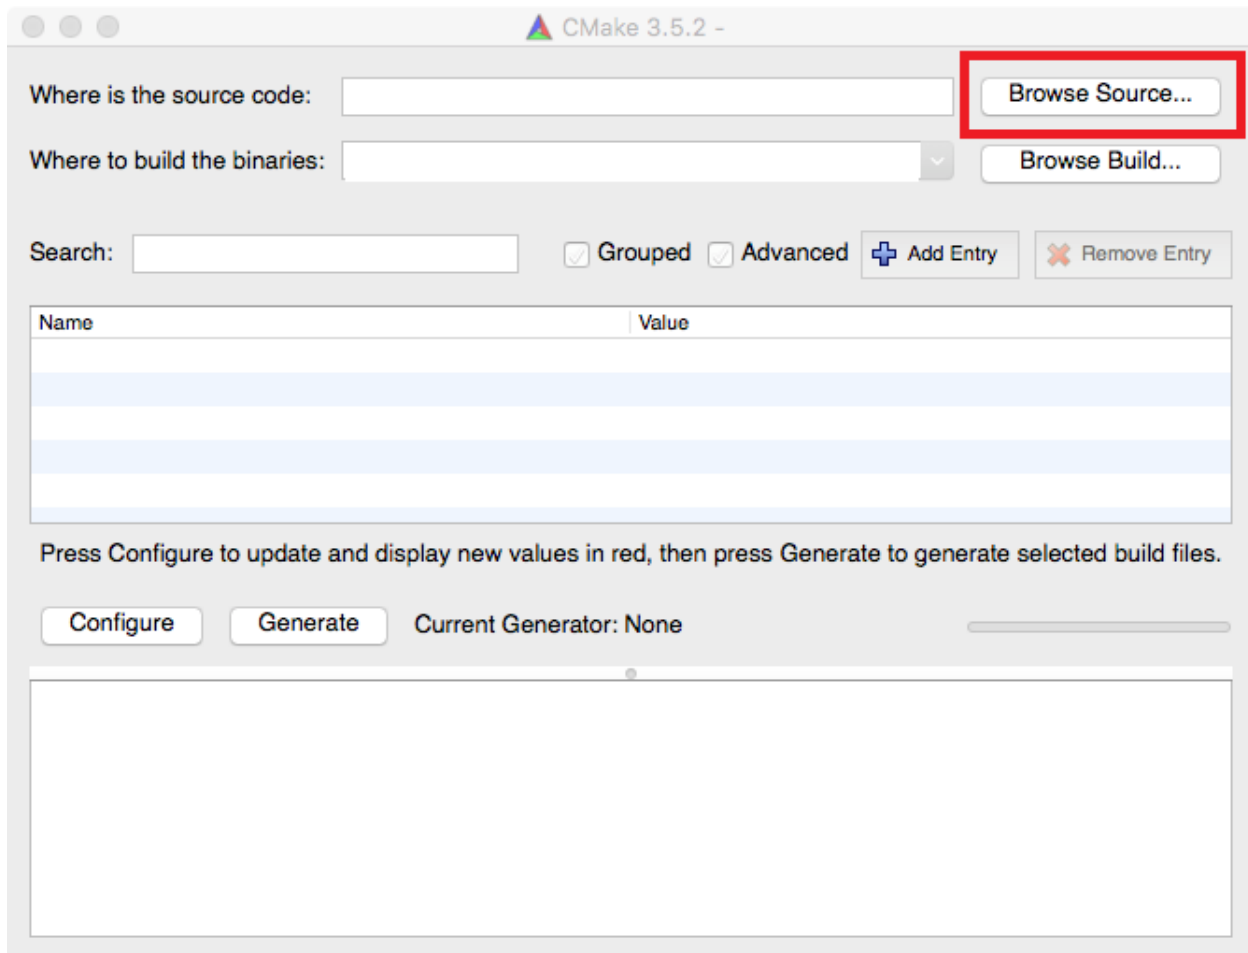 CMake 3.5.2 -
Where is the source code: Browse Source...
Where to build the binaries: Browse Build...
Search: Grouped Advanced Add Entry Remove Entry
Name Value
Press Configure to update and display new values in red, then press Generate to generate selected build files.
Configure Generate Current Generator: None